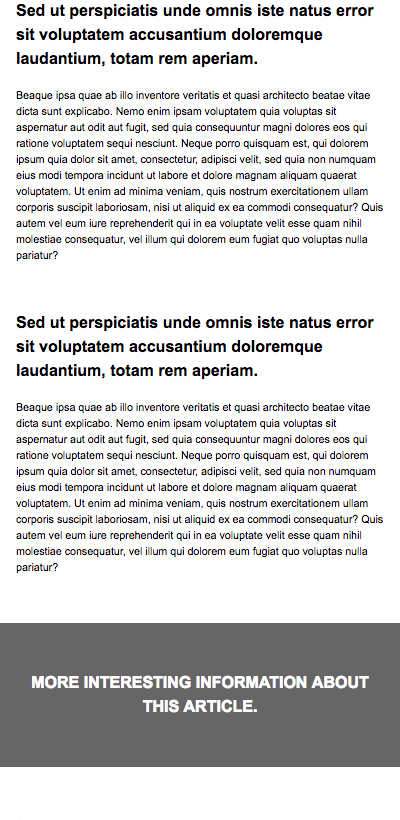 Sed ut perspiciatis unde omnis iste natus error
sit voluptatem accusantium doloremque
laudantium, totam rem aperiam.
Beaque ipsa quae ab illo inventore veritatis et quasi architecto beatae vitae
dicta sunt explicabo. Nemo enim ipsam voluptatem quia voluptas sit
aspernatur aut odit aut fugit, sed quia consequuntur magni dolores eos qui
ratione voluptatem sequi nesciunt. Neque porro quisquam est, qui dolorem
ipsum quia dolor sit amet, consectetur, adipisci velit, sed quia non numquam
eius modi tempora incidunt ut labore et dolore magnam aliquam quaerat
voluptatem. Ut enim ad minima veniam, quis nostrum exercitationem ullam
corporis suscipit laboriosam, nisi ut aliquid ex ea commodi consequatur? Quis
autem vel eum iure reprehenderit qui in ea voluptate velit esse quam nihil
molestiae consequatur, vel illum qui dolorem eum fugiat quo voluptas nulla
pariatur?
Sed ut perspiciatis unde omnis iste natus error
sit voluptatem accusantium doloremque
laudantium, totam rem aperiam.
Beaque ipsa quae ab illo inventore veritatis et quasi architecto beatae vitae
dicta sunt explicabo. Nemo enim ipsam voluptatem quia voluptas sit
aspernatur aut odit aut fugit, sed quia consequuntur magni dolores eos qui
ratione voluptatem sequi nesciunt. Neque porro quisquam est, qui dolorem
ipsum quia dolor sit amet, consectetur, adipisci velit, sed quia non numquam
eius modi tempora incidunt ut labore et dolore magnam aliquam quaerat
voluptatem. Ut enim ad minima veniam, quis nostrum exercitationem ullam
corporis suscipit laboriosam, nisi ut aliquid ex ea commodi consequatur? Quis
autem vel eum iure reprehenderit qui in ea voluptate velit esse quam nihil
molestiae consequatur, vel illum qui dolorem eum fugiat quo voluptas nulla
pariatur?
MORE INTERESTING INFORMATION ABOUT
THIS ARTICLE.